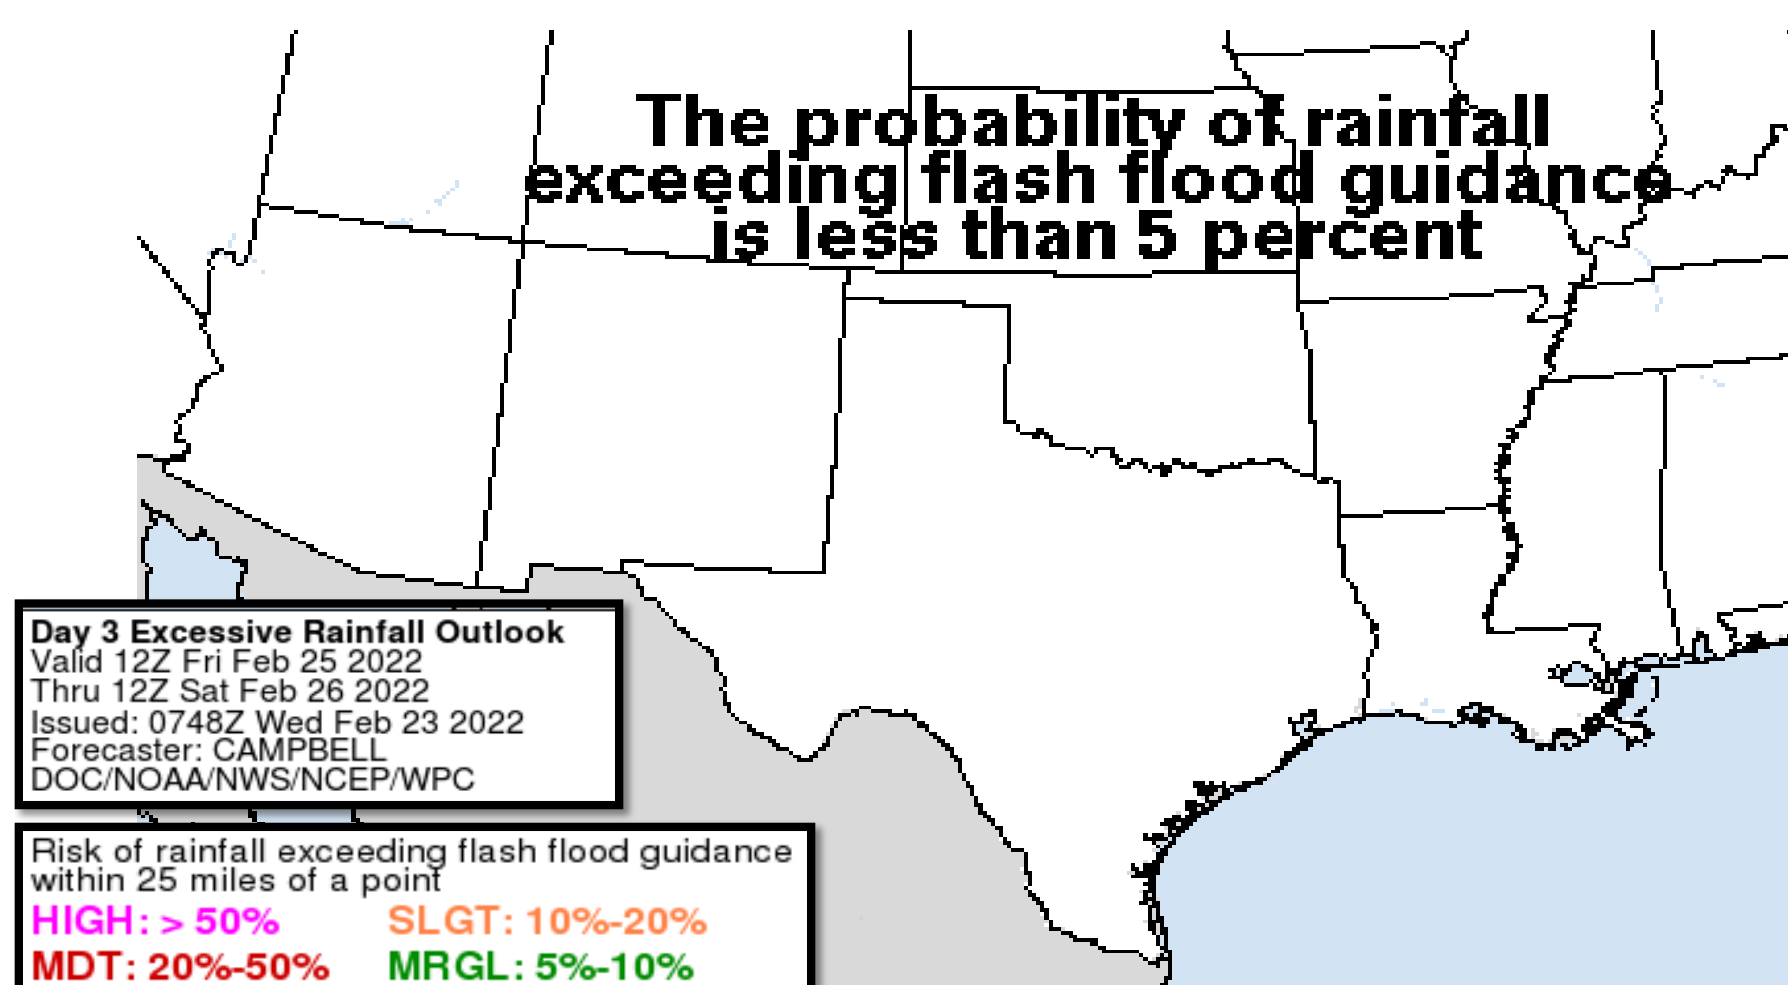 The probability of rainfall
exceeding flash flood guidance
is less than 5 percent
Day 3 Excessive Rainfall Outlook
Valid 12Z Fri Feb 25 2022
Thru 12Z Sat Feb 26 2022
Issued: 0748Z Wed Feb 23 2022
Forecaster: CAMPBELL
DOC/NOAA/NWS/NCEP/WPC
Risk of rainfall exceeding flash flood guidance
within 25 miles of a point
HIGH: > 50% SLGT: 10%-20%
MDT: 20%-50% MRGL: 5%-10%